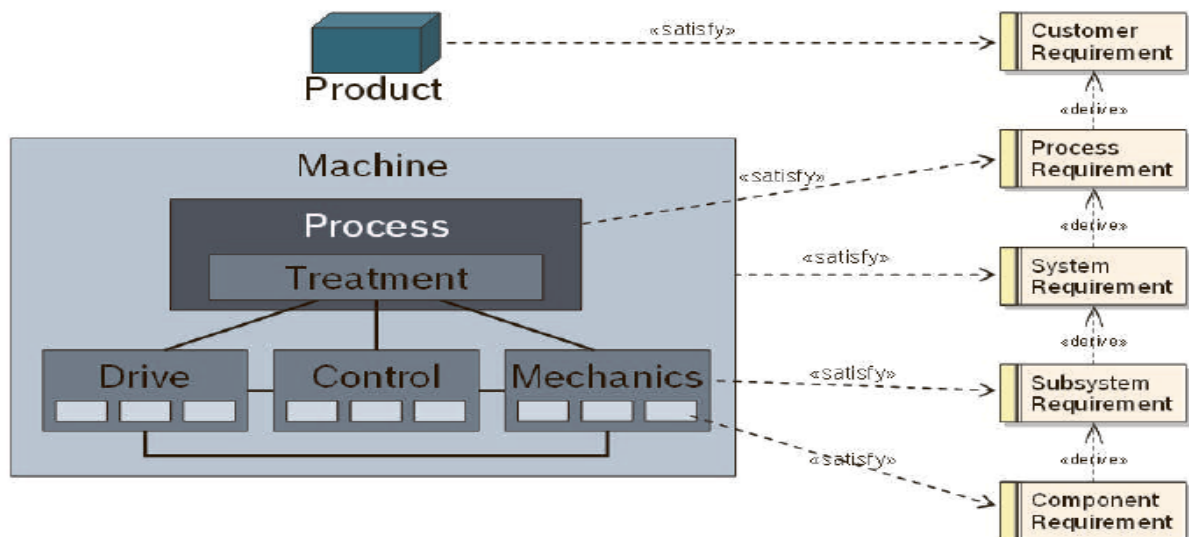 «satisfy»
Customer
Requirement
Product
«derive»
Machine
Process
Requirement
«satisfy»
Process
«derive»
Treatment
«satisfy»
System
Requirement
«derive»
Drive
Control
Mechanics
«satisfy»
Subsystem
Requirement
«derive»
«satisfy»
Component
Requirement